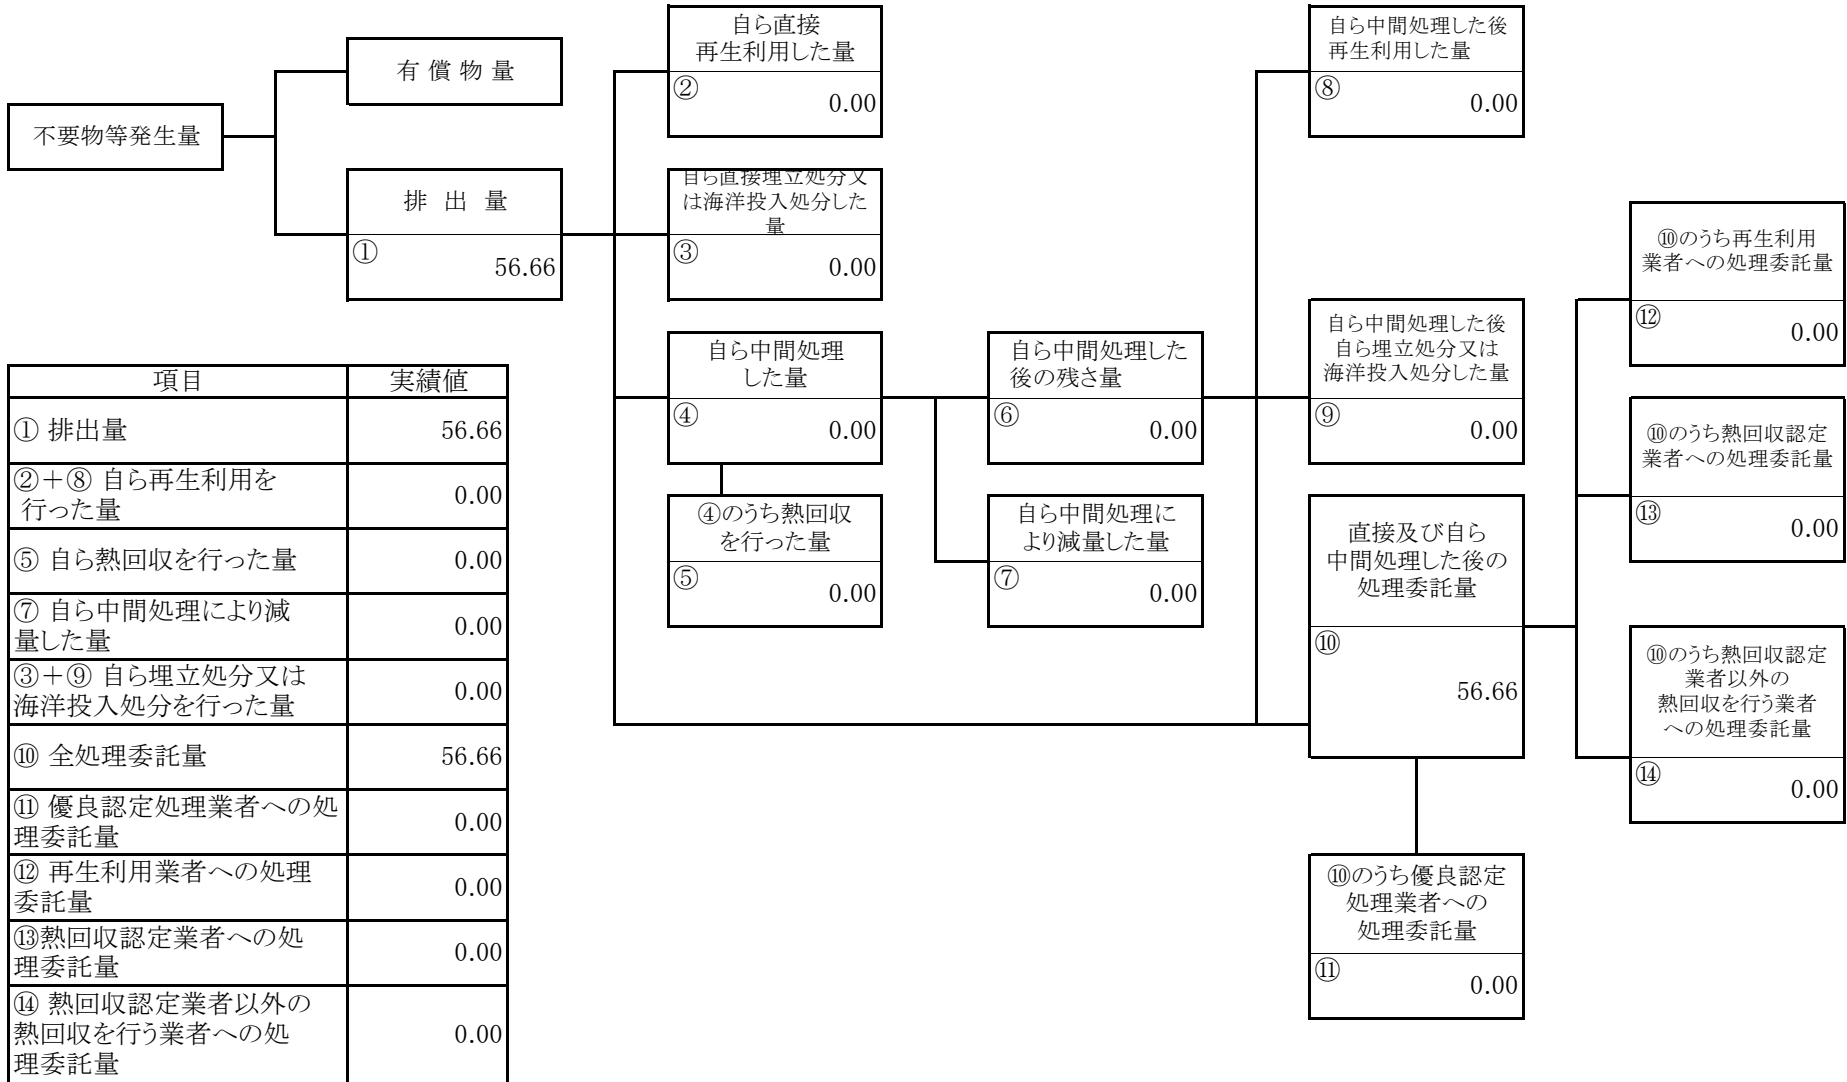 不要物等発生量
有 償 物 量
排 出 量
①
56.66
自ら直接
再生利用した量
②
0.00
自ら直接埋立処分又
は海洋投入処分した
量
③
0.00
自ら中間処理
した量
④
0.00
④のうち熱回収
を行った量
⑤
0.00
自ら中間処理した
後の残さ量
⑥
0.00
自ら中間処理に
より減量した量
⑦
0.00
自ら中間処理した後
再生利用した量
⑧
0.00
自ら中間処理した後
自ら埋立処分又は
海洋投入処分した量
⑨
0.00
直接及び自ら
中間処理した後の
処理委託量
⑩
56.66
⑩のうち優良認定
処理業者への
処理委託量
⑪
0.00
⑩のうち再生利用
業者への処理委託量
⑫
0.00
⑩のうち熱回収認定
業者への処理委託量
⑬
0.00
⑩のうち熱回収認定
業者以外の
熱回収を行う業者
への処理委託量
⑭
0.00
項目 実績値
① 排出量 56.66
②＋⑧ 自ら再生利用を
行った量 0.00
⑤ 自ら熱回収を行った量 0.00
⑦ 自ら中間処理により減
量した量 0.00
③＋⑨ 自ら埋立処分又は
海洋投入処分を行った量 0.00
⑩ 全処理委託量 56.66
⑪ 優良認定処理業者への処
理委託量 0.00
⑫ 再生利用業者への処理
委託量 0.00
⑬熱回収認定業者への処
理委託量 0.00
⑭ 熱回収認定業者以外の
熱回収を行う業者への処
理委託量 0.00